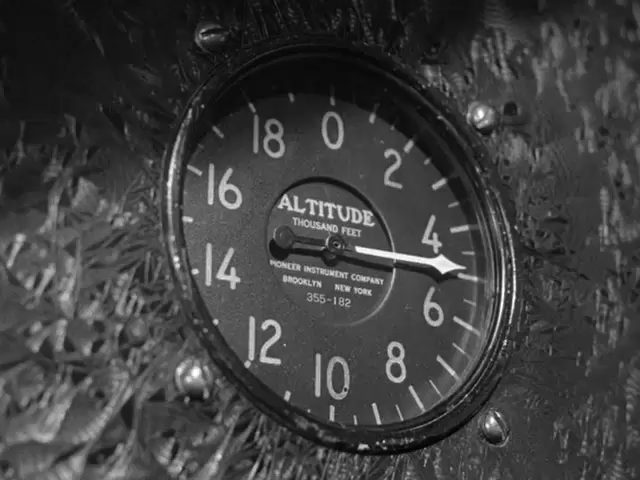 0
18
2
16
4
ALTITUDE
THOUSAND FEET
14
PIONEER INSTRUMENT COMPANY
BROOKLYN NEW YORK
355-182
6
12
10
8